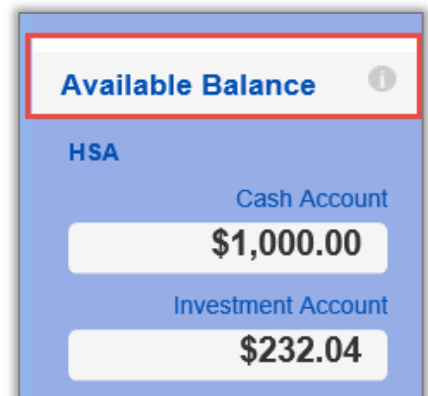 Available Balance
HSA
Cash Account
$1,000.00
Investment Account
$232.04